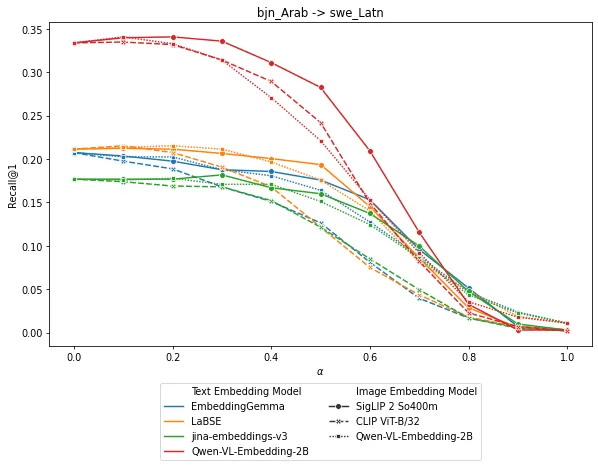 bjn_Arab -> swe_Latn
Recall@1
0.35
0.30
0.25
0.20
0.15
0.10
0.05
0.00
0.0 0.2 0.4 0.6 0.8 1.0
α
Text Embedding Model
EmbeddingGemma
LaBSE
jina-embeddings-v3
Qwen-VL-Embedding-2B
Image Embedding Model
SigLIP 2 So400m
CLIP ViT-B/32
Qwen-VL-Embedding-2B